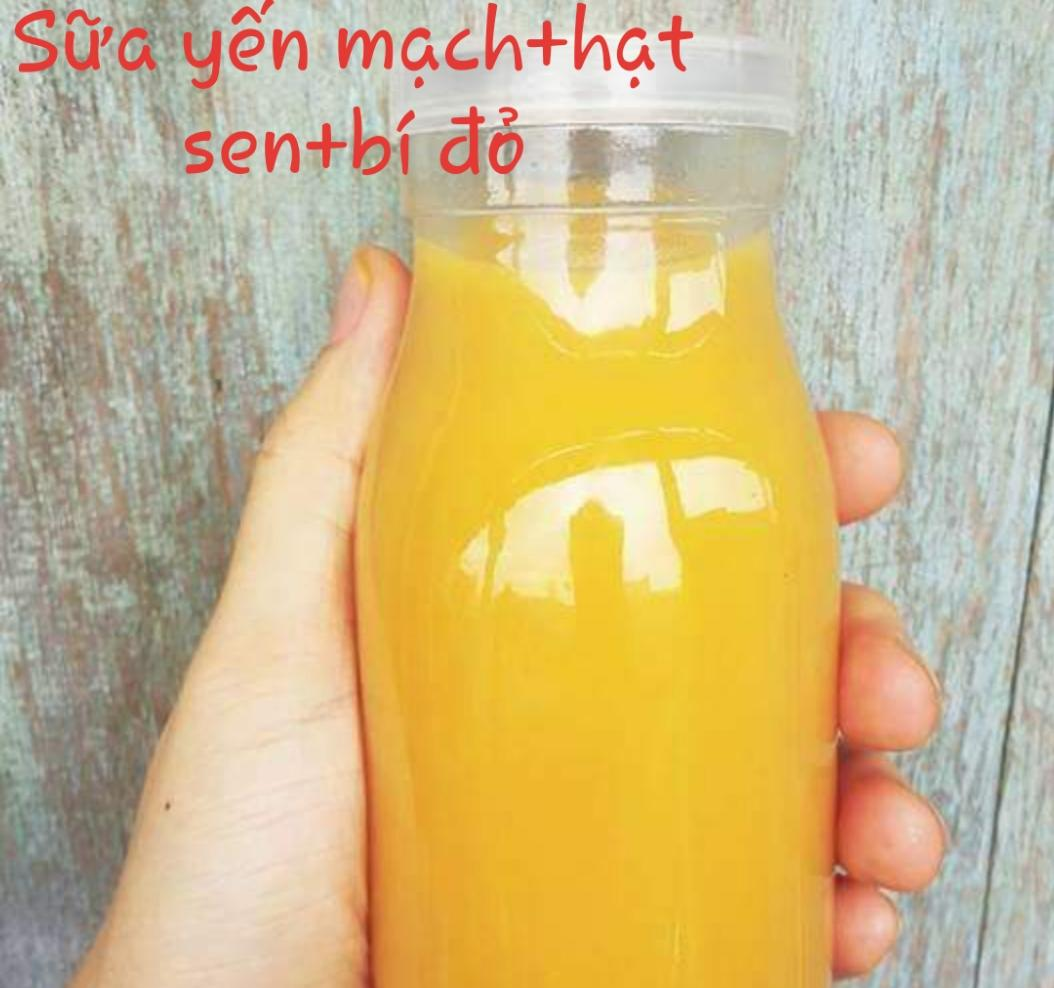 Sữa yến mạch+hạt
sen+bí đỏ